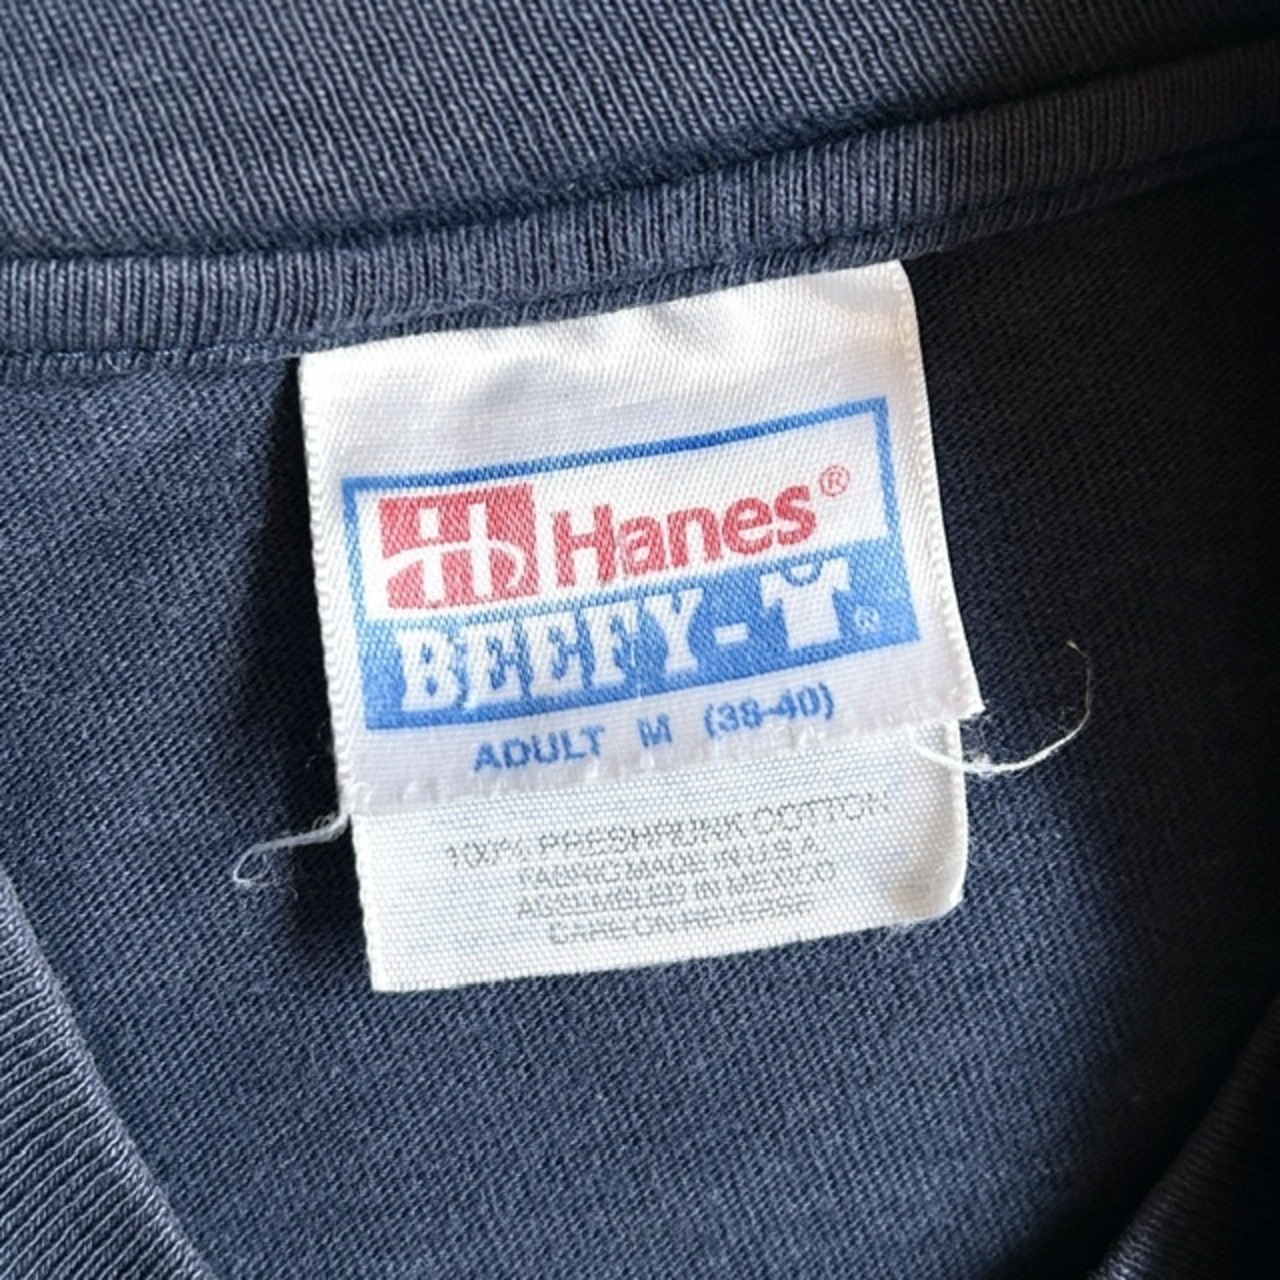 Hanes®
BEEFY-T®
ADULT M (38-40)
100% PRESHRUNK COTTON
FABRIC MADE IN U.S.A.
ASSEMBLED IN MEXICO
CARE ON REVERSE